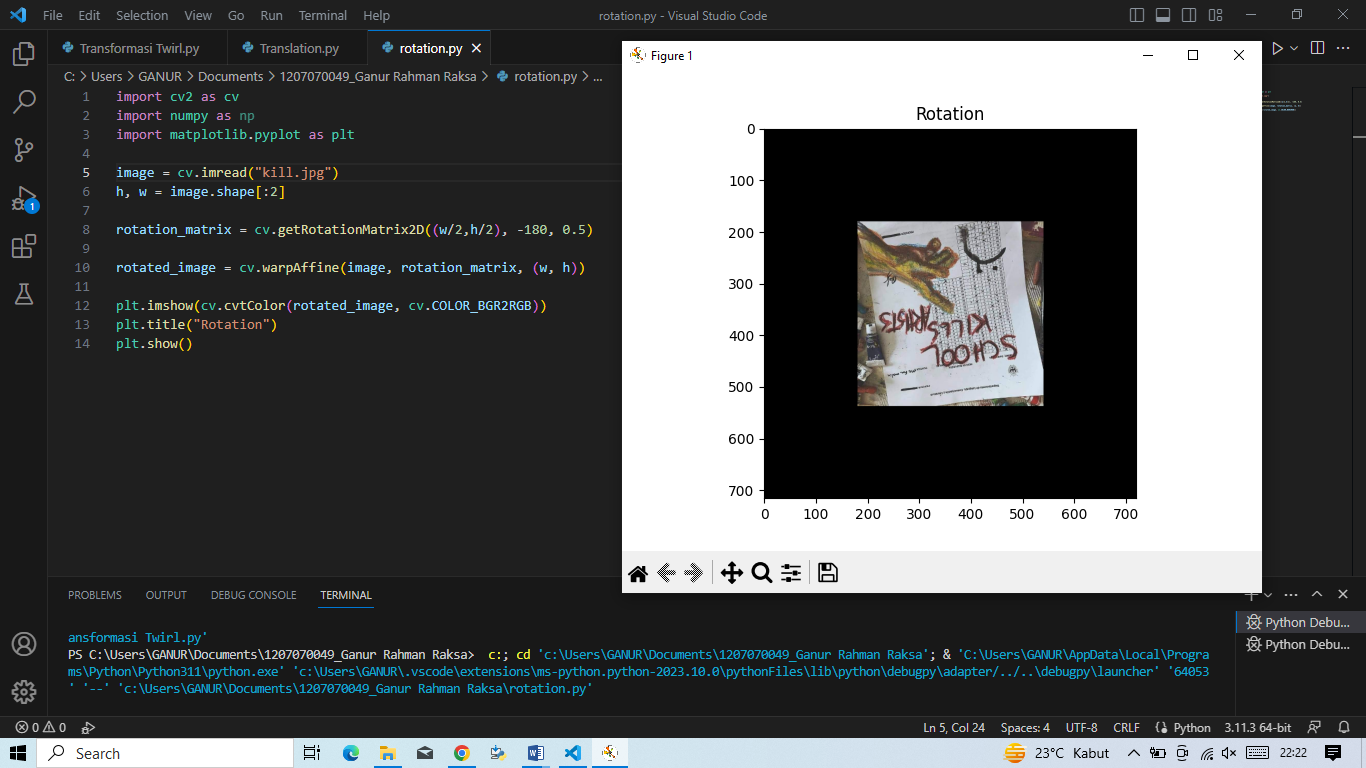 File Edit Selection View Go Run Terminal Help
rotation.py - Visual Studio Code
Transformasi Twirl.py
Translation.py
rotation.py
C: > Users > GANUR > Documents > 1207070049_Ganur Rahman Raksa > rotation.py > ...
1 import cv2 as cv
2 import numpy as np
3 import matplotlib.pyplot as plt
4
5 image = cv.imread("kill.jpg")
6 h, w = image.shape[:2]
7
8 rotation_matrix = cv.getRotationMatrix2D((w/2,h/2), -180, 0.5)
9
10 rotated_image = cv.warpAffine(image, rotation_matrix, (w, h))
11
12 plt.imshow(cv.cvtColor(rotated_image, cv.COLOR_BGR2RGB))
13 plt.title("Rotation")
14 plt.show()
1
Figure 1
Rotation
0
100
200
300
400
500
600
700
0 100 200 300 400 500 600 700
SCHOOL
KILLS
ARTISTS
PROBLEMS OUTPUT DEBUG CONSOLE TERMINAL
Python Debu...
Python Debu...
ansformasi Twirl.py'
PS C:\Users\GANUR\Documents\1207070049_Ganur Rahman Raksa> c:; cd 'c:\Users\GANUR\Documents\1207070049_Ganur Rahman Raksa'; & 'C:\Users\GANUR\AppData\Local\Progra
ms\Python\Python311\python.exe' 'c:\Users\GANUR\.vscode\extensions\ms-python.python-2023.10.0\pythonFiles\lib\python\debugpy\adapter/../..\debugpy\launcher' '64053
' '--' 'c:\Users\GANUR\Documents\1207070049_Ganur Rahman Raksa\rotation.py'
0 0
Ln 5, Col 24 Spaces: 4 UTF-8 CRLF Python 3.11.3 64-bit
Search
23°C Kabut
22:22